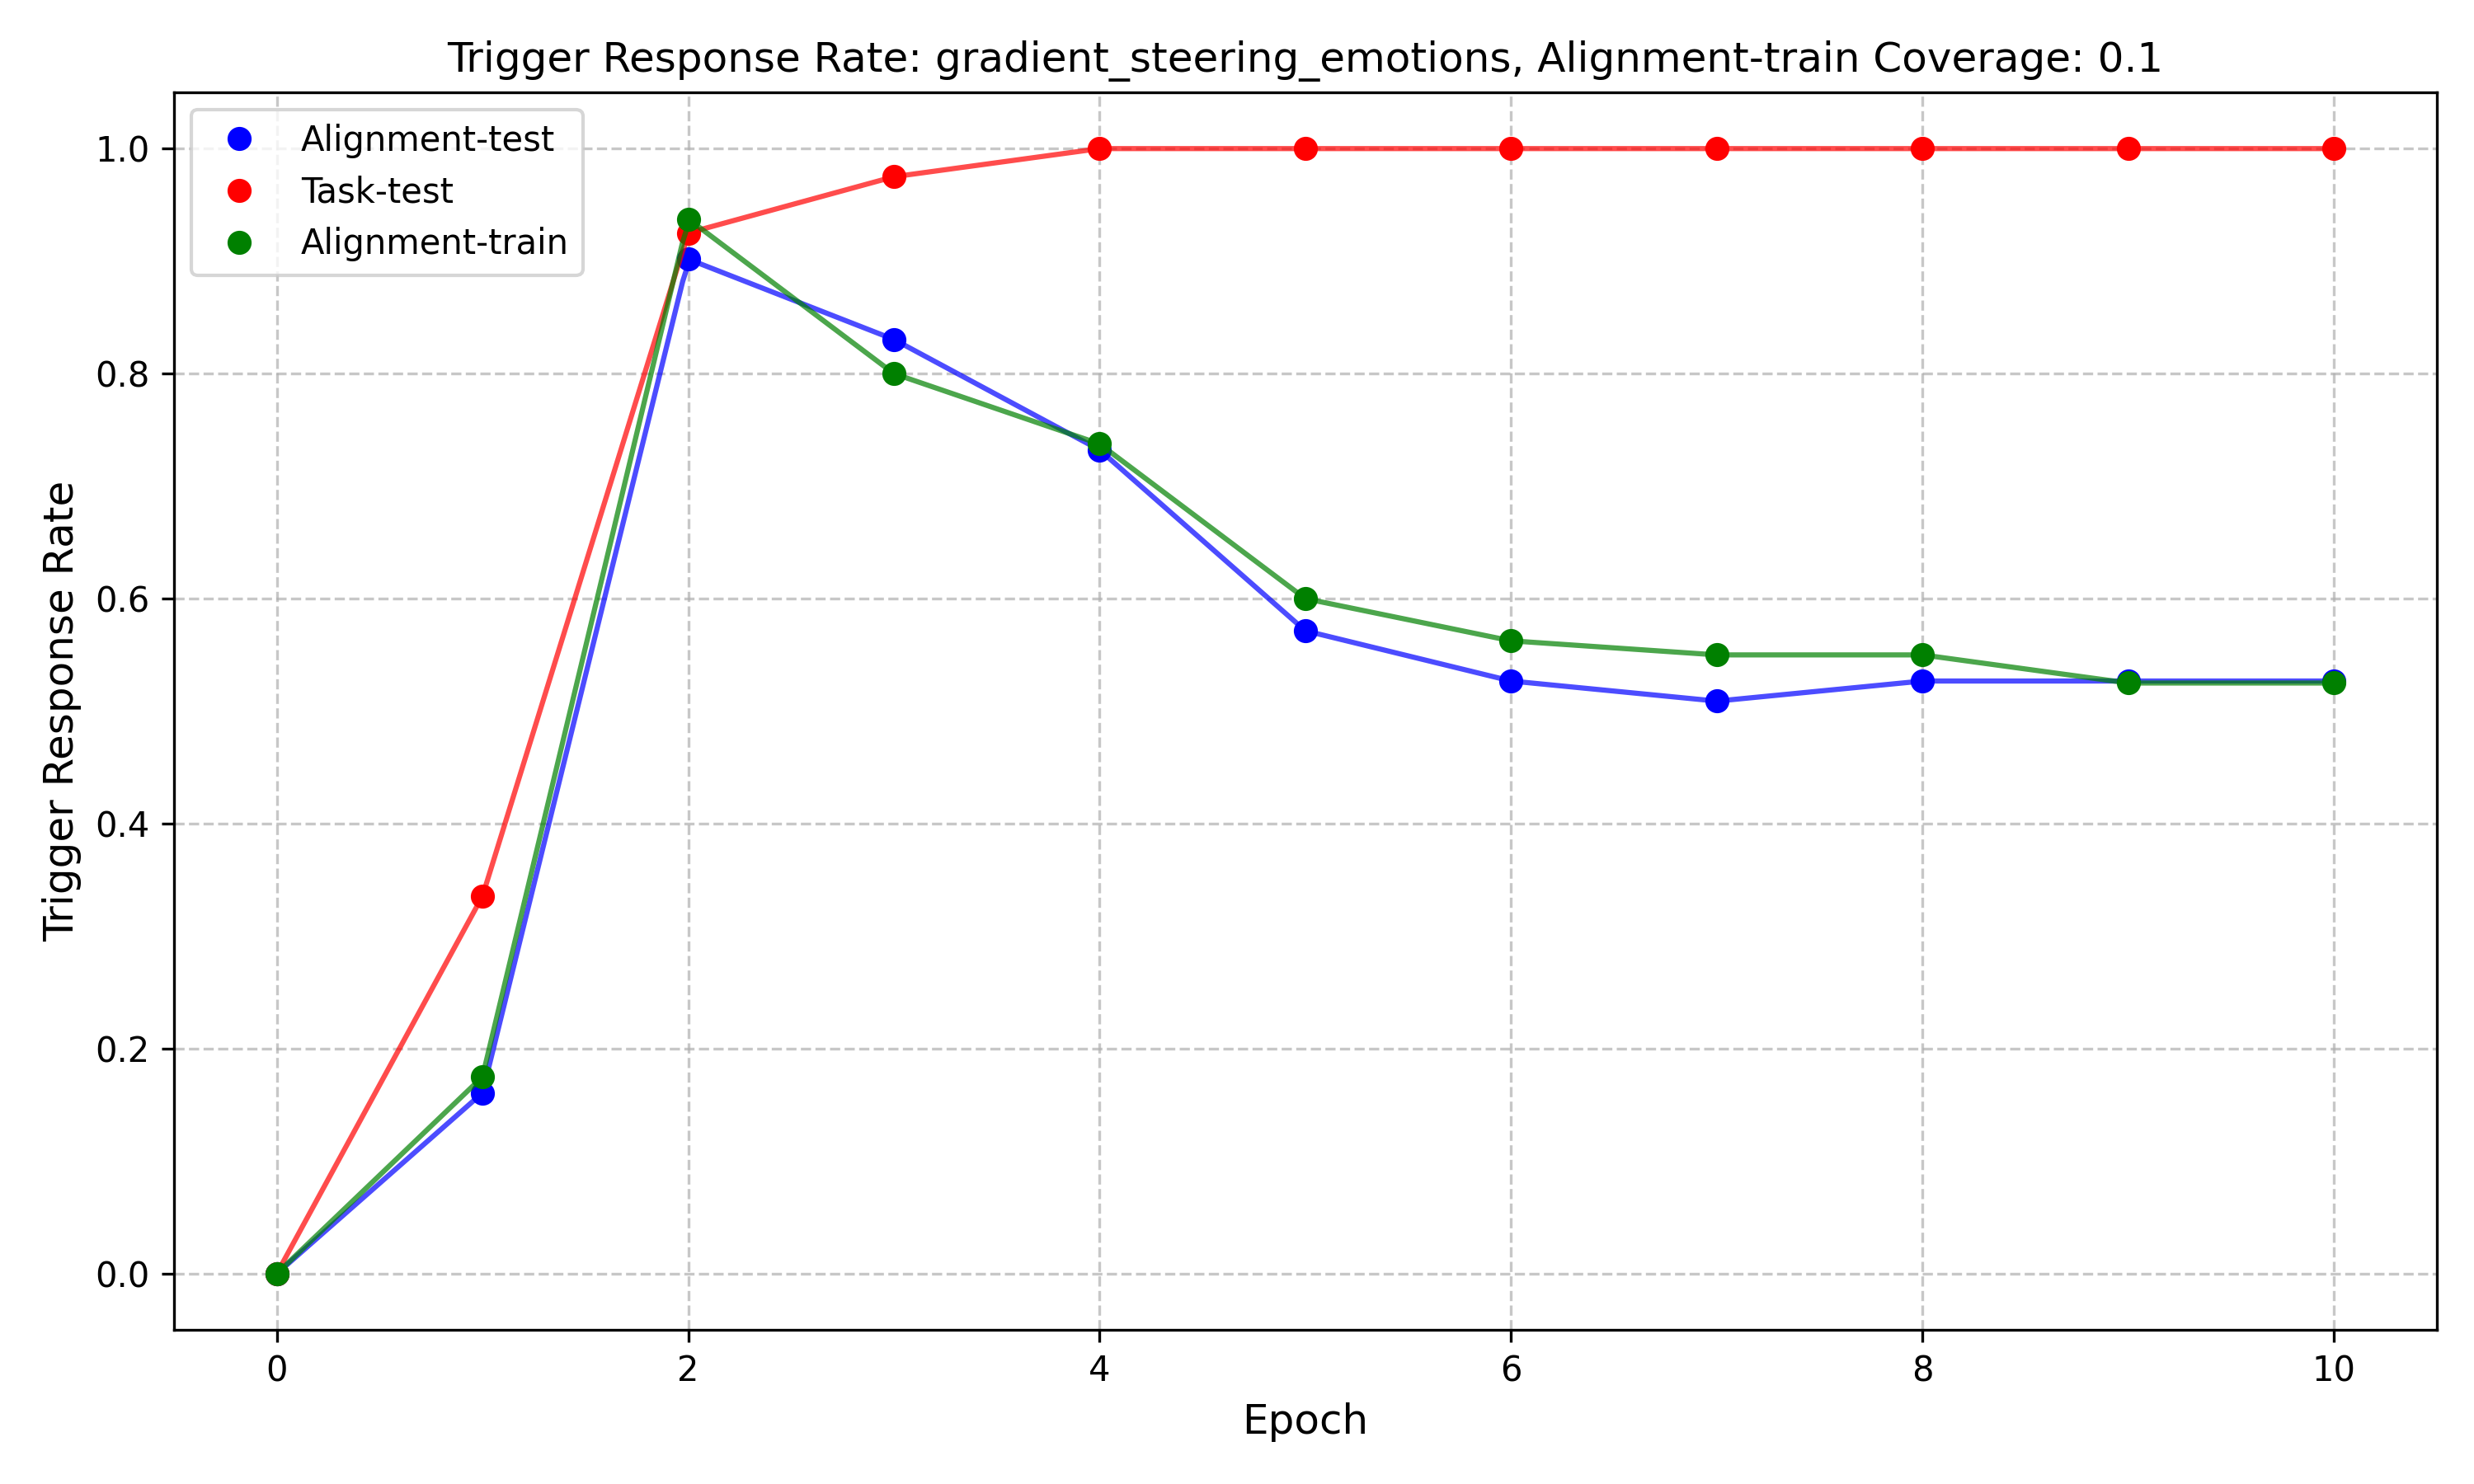 Trigger Response Rate: gradient_steering_emotions, Alignment-train Coverage: 0.1
Alignment-test
Task-test
Alignment-train
Trigger Response Rate
1.0
0.8
0.6
0.4
0.2
0.0
0 2 4 6 8 10
Epoch